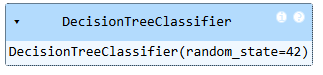 ▾ DecisionTreeClassifier i ?
DecisionTreeClassifier(random_state=42)